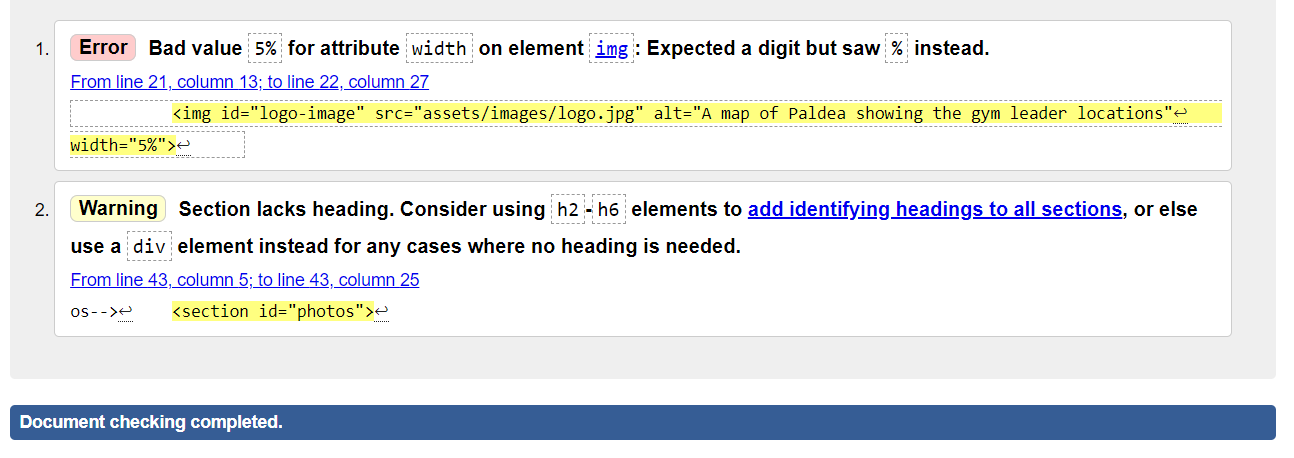 1. Error Bad value 5% for attribute width on element img: Expected a digit but saw % instead.
From line 21, column 13; to line 22, column 27
<img id="logo-image" src="assets/images/logo.jpg" alt="A map of Paldea showing the gym leader locations"↩
width="5%">↩
2. Warning Section lacks heading. Consider using h2-h6 elements to add identifying headings to all sections, or else
use a div element instead for any cases where no heading is needed.
From line 43, column 5; to line 43, column 25
os-->↩ <section id="photos">↩
Document checking completed.